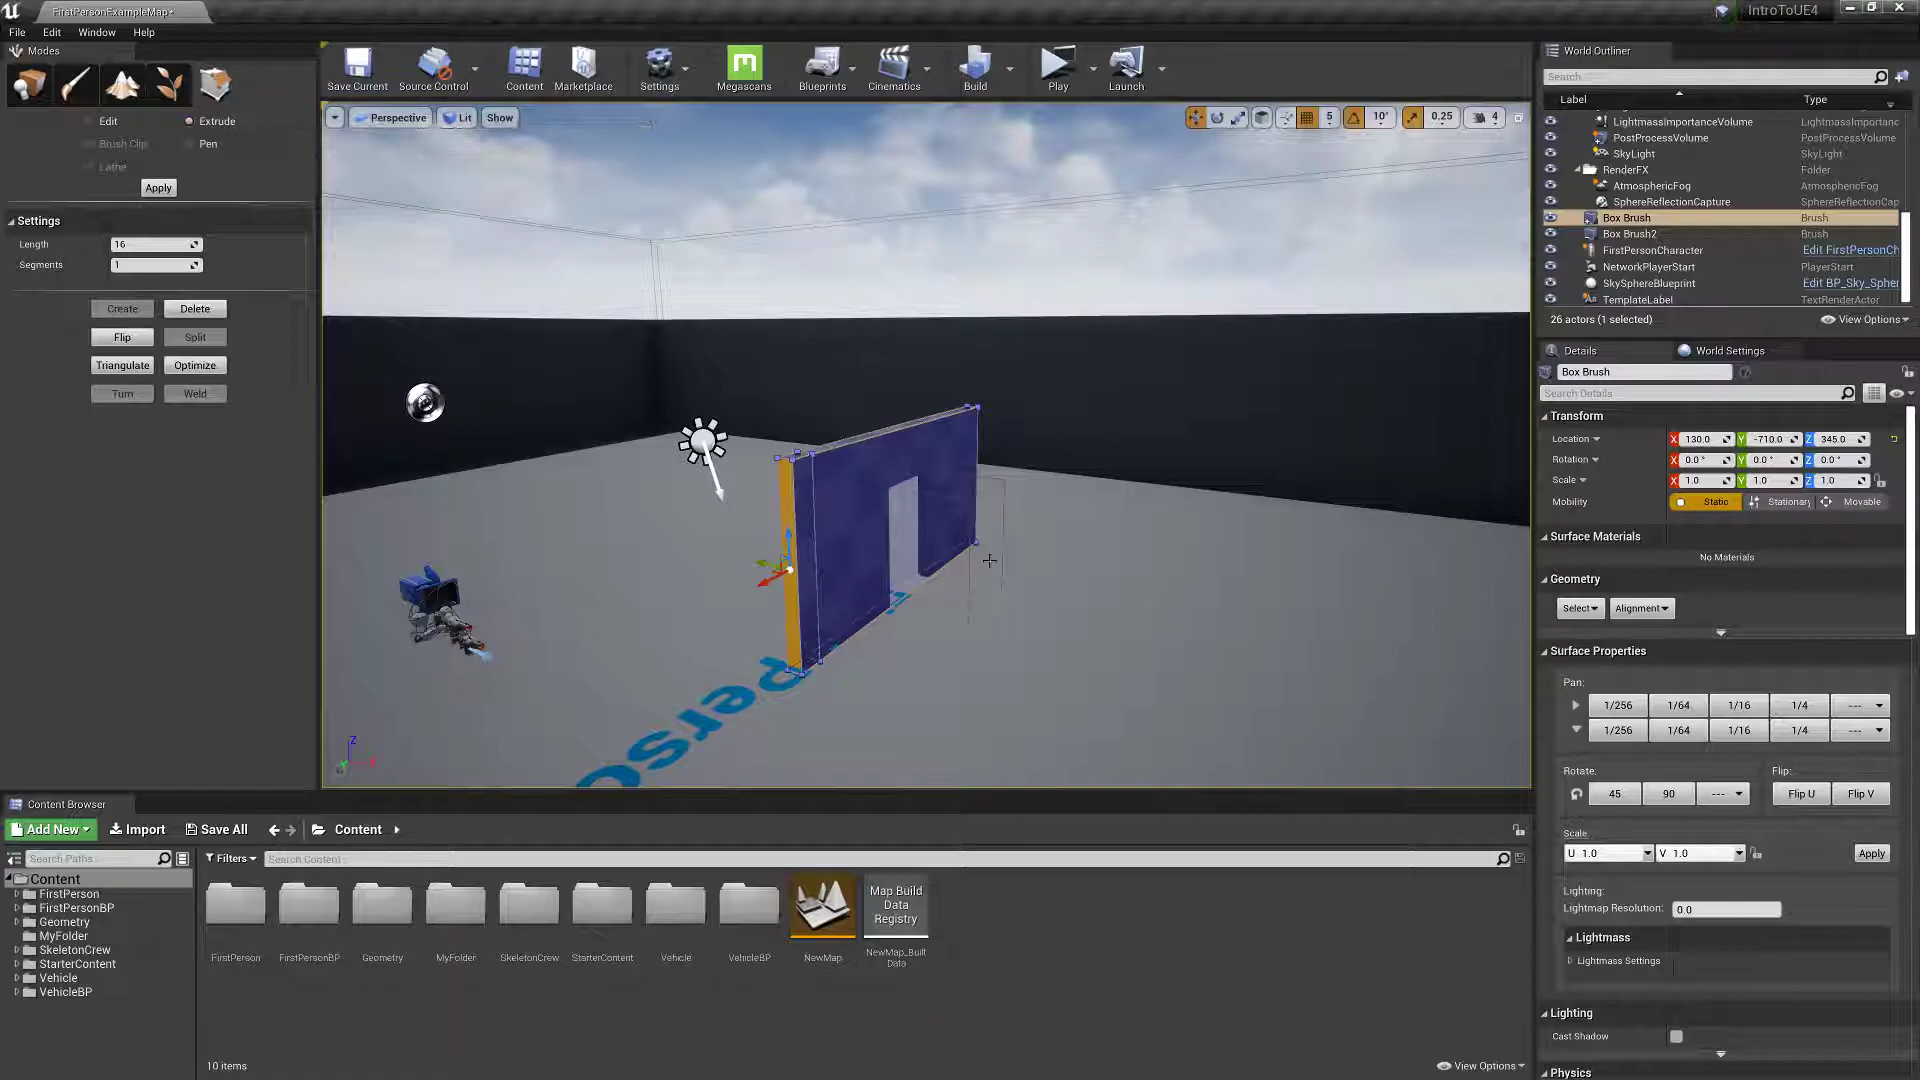 FirstPersonExampleMap•
IntroToUE4
File Edit Window Help
Modes
Edit Extrude
Brush Clip Pen
Lathe
Apply
Settings
Length 16
Segments 1
Create Delete
Flip Split
Triangulate Optimize
Turn Weld
Save Current Source Control Content Marketplace Settings Megascans Blueprints Cinematics Build Play Launch
Perspective Lit Show
5 10° 0.25 4
Perso
Z
World Outliner
Search
Label Type
LightmassImportanceVolume LightmassImportanc
PostProcessVolume PostProcessVolume
SkyLight SkyLight
RenderFX Folder
AtmosphericFog AtmosphericFog
SphereReflectionCapture SphereReflectionCap
Box Brush Brush
Box Brush2 Brush
FirstPersonCharacter Edit FirstPersonCh
NetworkPlayerStart PlayerStart
SkySphereBlueprint Edit BP_Sky_Spher
TemplateLabel TextRenderActor
26 actors (1 selected) View Options
Details World Settings
Box Brush
Search Details
Transform
Location X 130.0 Y -710.0 Z 345.0
Rotation X 0.0 ° Y 0.0 ° Z 0.0 °
Scale X 1.0 Y 1.0 Z 1.0
Mobility Static Stationary Movable
Surface Materials
No Materials
Geometry
Select Alignment
Surface Properties
Pan:
1/256 1/64 1/16 1/4 ---
1/256 1/64 1/16 1/4 ---
Rotate: Flip:
45 90 --- Flip U Flip V
Scale:
U 1.0 V 1.0 Apply
Lighting:
Lightmap Resolution: 0.0
Lightmass
Lightmass Settings
Lighting
Cast Shadow
Physics
Content Browser
Add New Import Save All Content
Search Paths Filters Search Content
Content
FirstPerson
FirstPersonBP
Geometry
MyFolder
SkeletonCrew
StarterContent
Vehicle
VehicleBP
Map Build
Data
Registry
FirstPerson FirstPersonBP Geometry MyFolder SkeletonCrew StarterContent Vehicle VehicleBP NewMap NewMap_Built
Data
10 items View Options